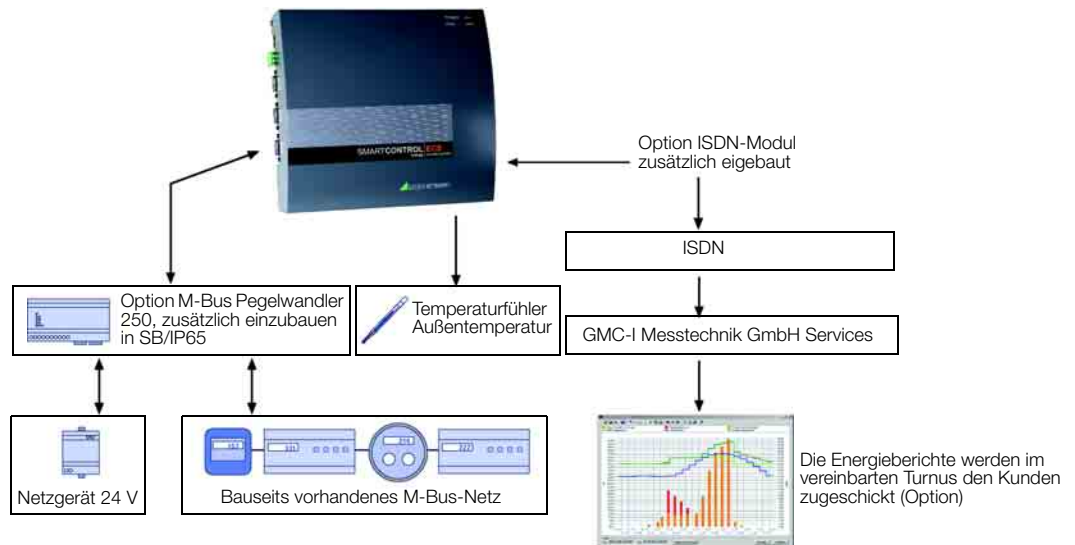 SMARTCONTROL ECS
Option ISDN-Modul
zusätzlich eigebaut
ISDN
Option M-Bus Pegelwandler
250, zusätzlich einzubauen
in SB/IP65
Temperaturfühler
Außentemperatur
GMC-I Messtechnik GmbH Services
Netzgerät 24 V
Bauseits vorhandenes M-Bus-Netz
Die Energieberichte werden im
vereinbarten Turnus den Kunden
zugeschickt (Option)